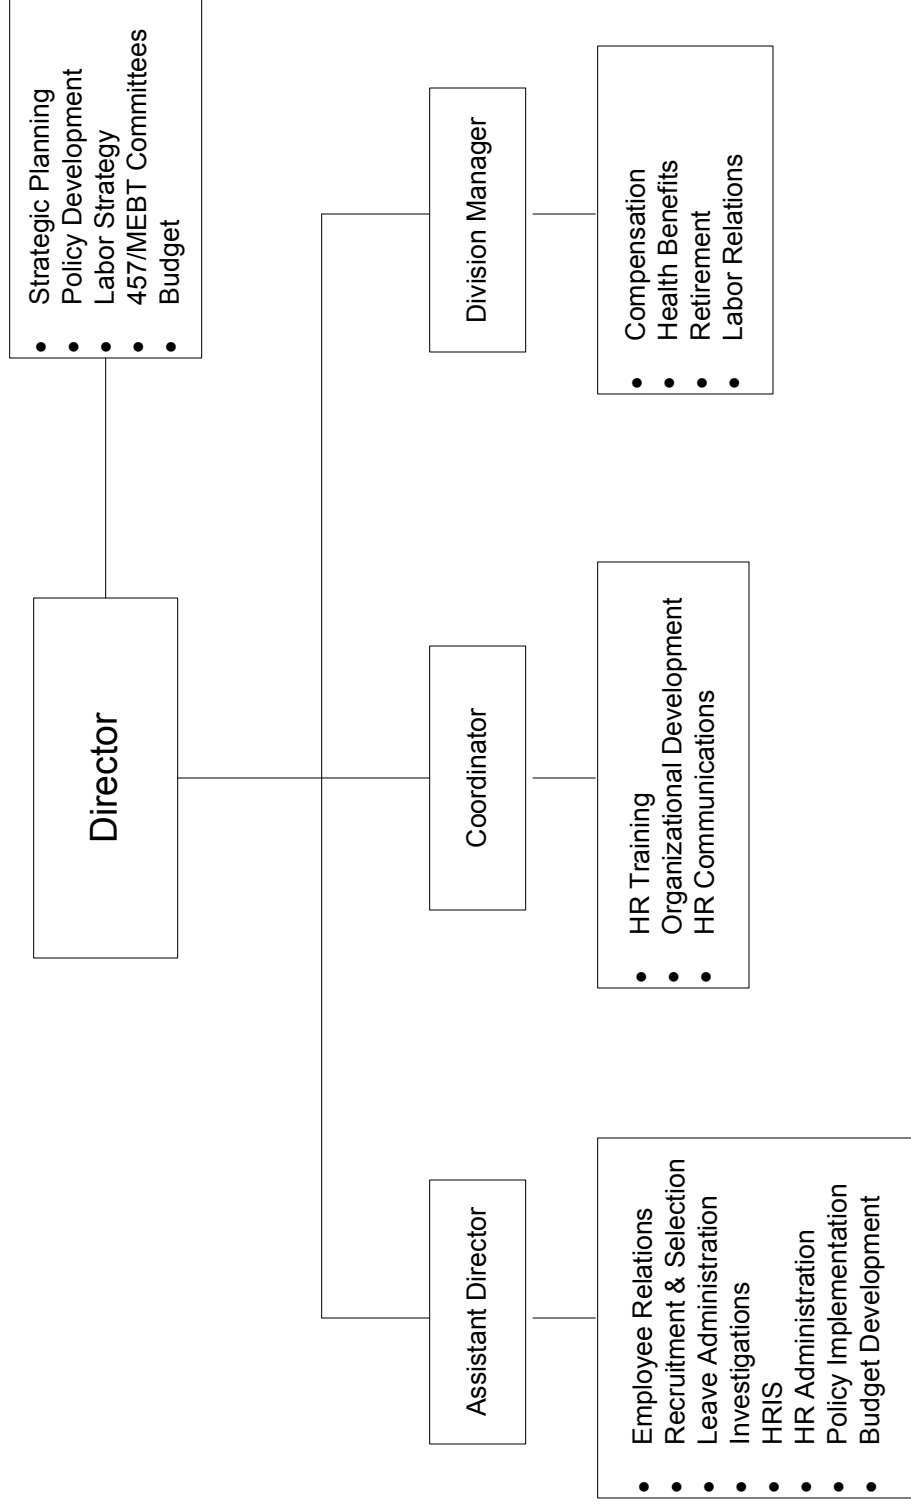 Director
• Strategic Planning
• Policy Development
• Labor Strategy
• 457/MEBT Committees
• Budget
Assistant Director
• Employee Relations
• Recruitment & Selection
• Leave Administration
• Investigations
• HRIS
• HR Administration
• Policy Implementation
• Budget Development
Coordinator
• HR Training
• Organizational Development
• HR Communications
Division Manager
• Compensation
• Health Benefits
• Retirement
• Labor Relations